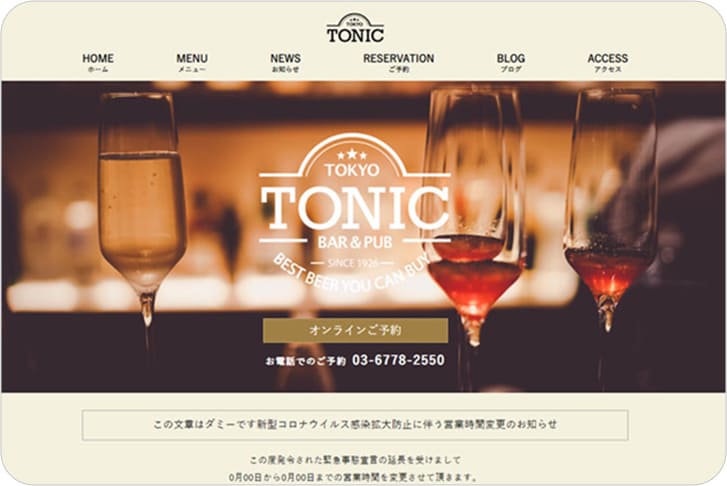 TOKYO
TONIC
HOME
ホーム
MENU
メニュー
NEWS
お知らせ
RESERVATION
ご予約
BLOG
ブログ
ACCESS
アクセス
TOKYO
TONIC
BAR & PUB
SINCE 1926
BEST BEER YOU CAN BUY
オンラインご予約
お電話でのご予約 03-6778-2550
この文章はダミーです新型コロナウイルス感染拡大防止に伴う営業時間変更のお知らせ
この度発令された緊急事態宣言の延長を受けまして
0月00日から0月00日までの営業時間を変更させて頂きます。